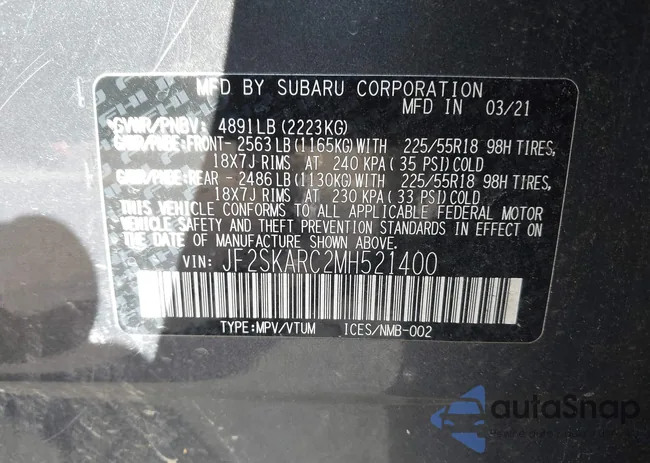 MFD BY SUBARU CORPORATION
MFD IN 03/21
GVWR/PNBV: 4891LB(2223KG)
GAWR/PNBE:FRONT- 2563 LB(1165KG)WITH 225/55R18 98H TIRES,
18X7J RIMS AT 240 KPA( 35 PSI)COLD
GAWR/PNBE:REAR - 2486 LB(1130KG)WITH 225/55R18 98H TIRES,
18X7J RIMS AT 230 KPA( 33 PSI)COLD
THIS VEHICLE CONFORMS TO ALL APPLICABLE FEDERAL MOTOR
VEHICLE SAFETY AND THEFT PREVENTION STANDARDS IN EFFECT ON
THE DATE OF MANUFACTURE SHOWN ABOVE.
VIN: JF2SKARC2MH521400
TYPE:MPV/VTUM ICES/NMB-002
autoSnap